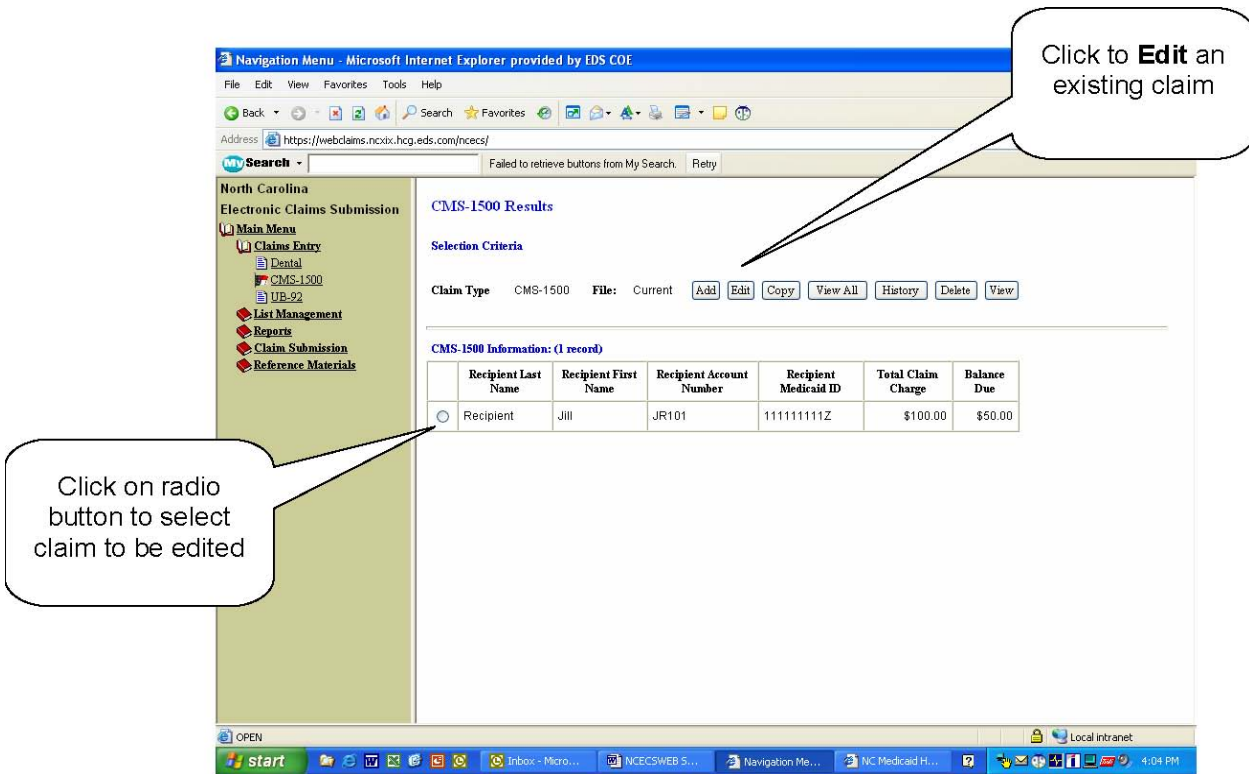 Click to Edit an
existing claim
Navigation Menu - Microsoft Internet Explorer provided by EDS COE
File Edit View Favorites Tools Help
Back Search Favorites
Address https://webclaims.ncxix.hcg.eds.com/ncecs/
My Search Failed to retrieve buttons from My Search. Retry
North Carolina
Electronic Claims Submission
Main Menu
Claims Entry
Dental
CMS-1500
UB-92
List Management
Reports
Claim Submission
Reference Materials
CMS-1500 Results
Selection Criteria
Claim Type CMS-1500 File: Current Add Edit Copy View All History Delete View
CMS-1500 Information: (1 record)
Recipient Last Name Recipient First Name Recipient Account Number Recipient Medicaid ID Total Claim Charge Balance Due
Recipient Jill JR101 111111111Z $100.00 $50.00
Click on radio
button to select
claim to be edited
OPEN Local intranet
start Inbox - Micro... NCECSWEB S... Navigation Me... NC Medicaid H... 4:04 PM